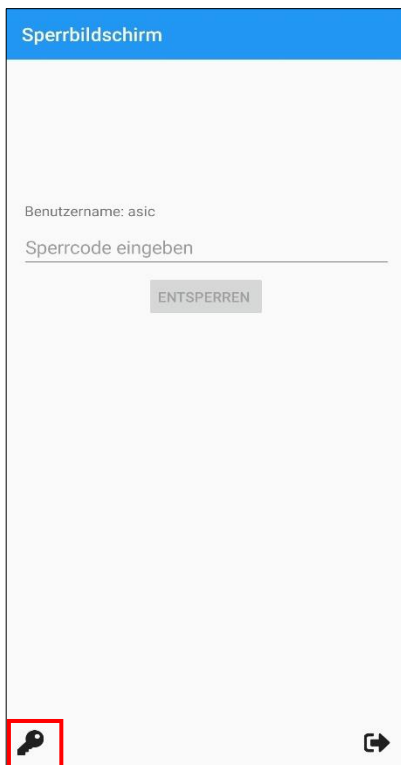 Sperrbildschirm
Benutzername: asic
Sperrcode eingeben
ENTSPERREN